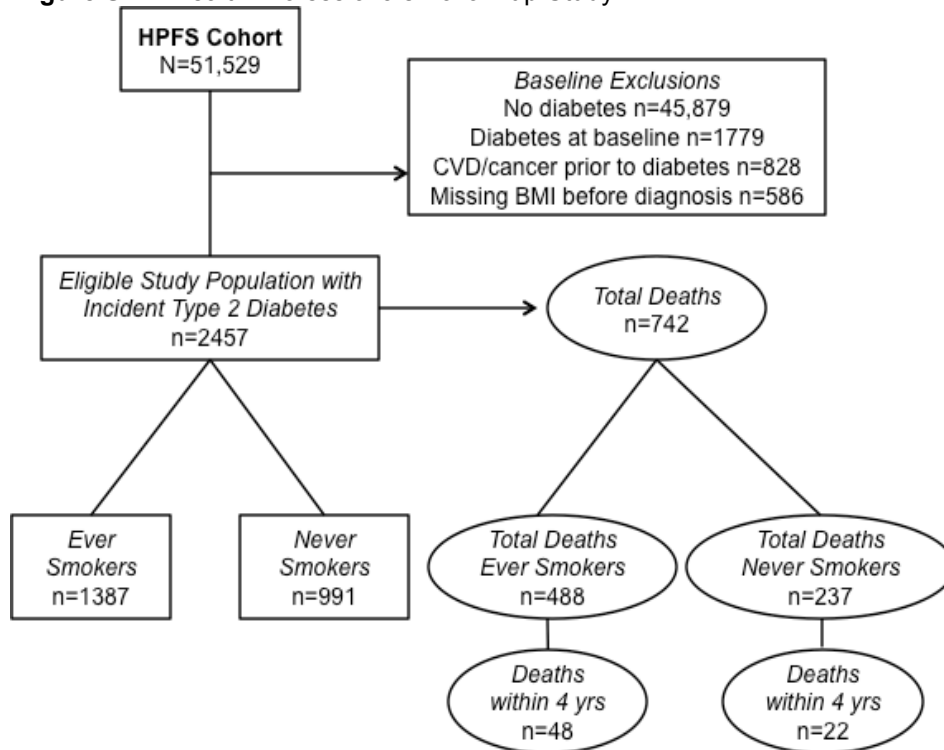 HPFS Cohort
N=51,529
Baseline Exclusions
No diabetes n=45,879
Diabetes at baseline n=1779
CVD/cancer prior to diabetes n=828
Missing BMI before diagnosis n=586
Eligible Study Population with
Incident Type 2 Diabetes
n=2457
Total Deaths
n=742
Ever
Smokers
n=1387
Never
Smokers
n=991
Total Deaths
Ever Smokers
n=488
Total Deaths
Never Smokers
n=237
Deaths
within 4 yrs
n=48
Deaths
within 4 yrs
n=22